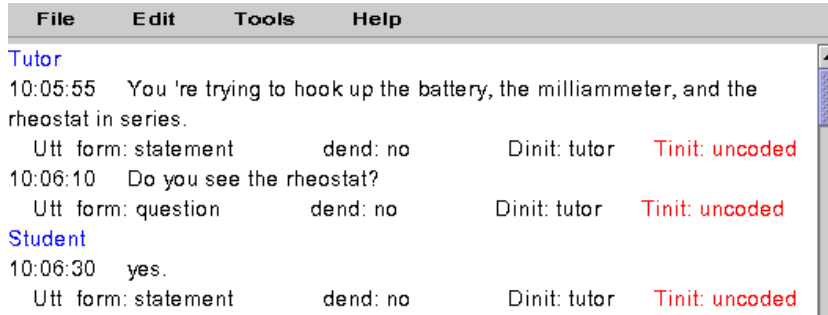 File Edit Tools Help
Tutor
10:05:55 You 're trying to hook up the battery, the milliammeter, and the
rheostat in series.
Utt form: statement dend: no Dinit: tutor Tinit: uncoded
10:06:10 Do you see the rheostat?
Utt form: question dend: no Dinit: tutor Tinit: uncoded
Student
10:06:30 yes.
Utt form: statement dend: no Dinit: tutor Tinit: uncoded